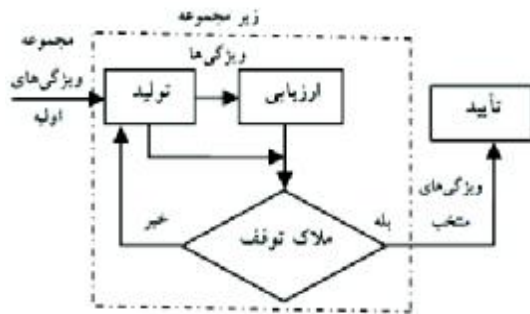 زیر مجموعه
مجموعه
ویژگی‌های
اولیه
ویژگی‌ها
تولید
ارزیابی
تأیید
ویژگی‌های
منتخب
خیر
ملاک توقف
بله